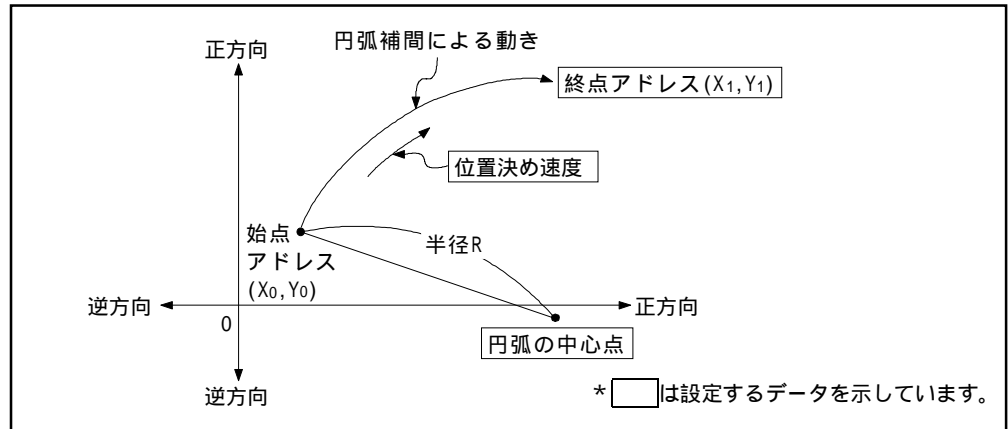 円弧補間による動き
正方向
終点アドレス(X1,Y1)
位置決め速度
始点
アドレス
(X0,Y0)
半径R
逆方向
正方向
0
円弧の中心点
逆方向
* は設定するデータを示しています。